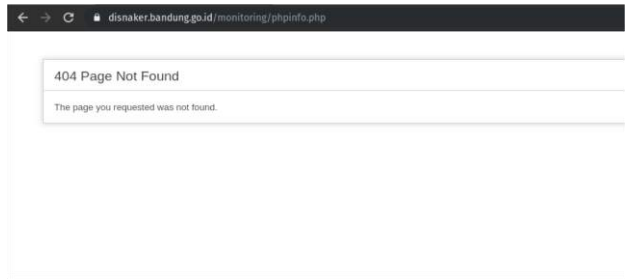 disnaker.bandung.go.id/monitoring/phpinfo.php
404 Page Not Found
The page you requested was not found.